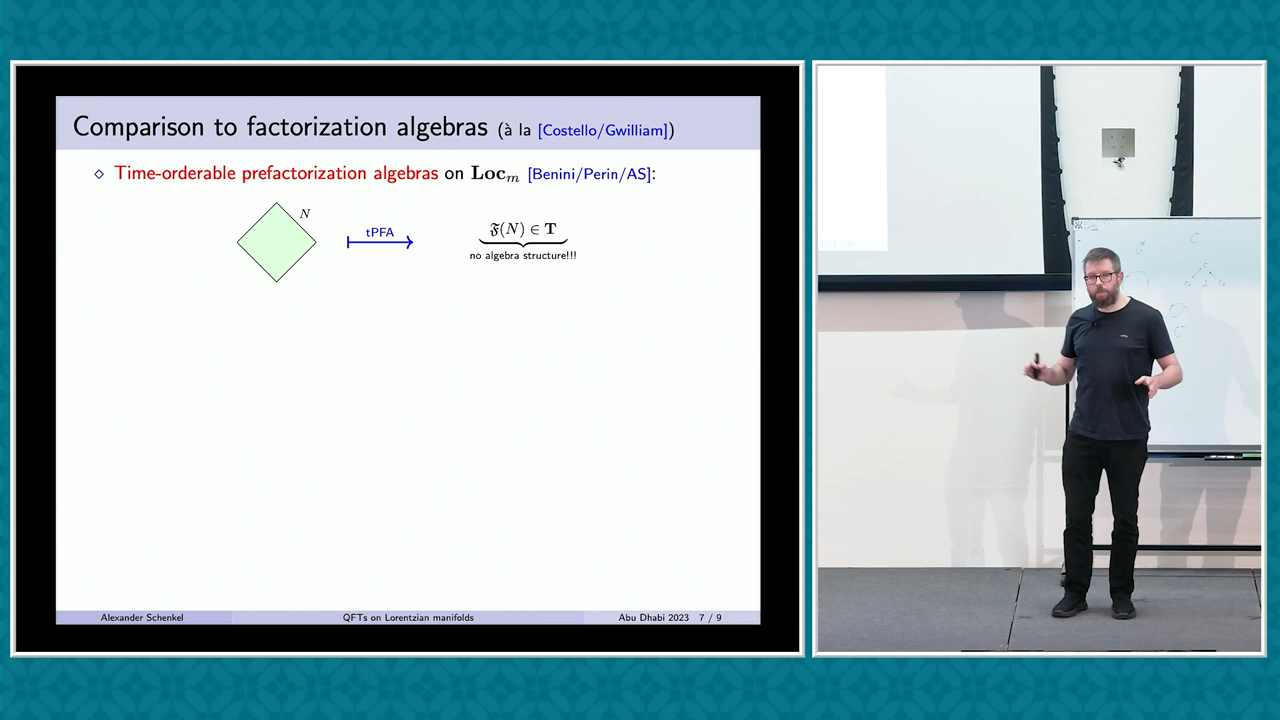 Comparison to factorization algebras (à la [Costello/Gwilliam])
⋄ Time-orderable prefactorization algebras on Loc_m [Benini/Perin/AS]:
N
tPFA
𝔉(N) ∈ T
no algebra structure!!!
Alexander Schenkel QFTs on Lorentzian manifolds Abu Dhabi 2023 7 / 9